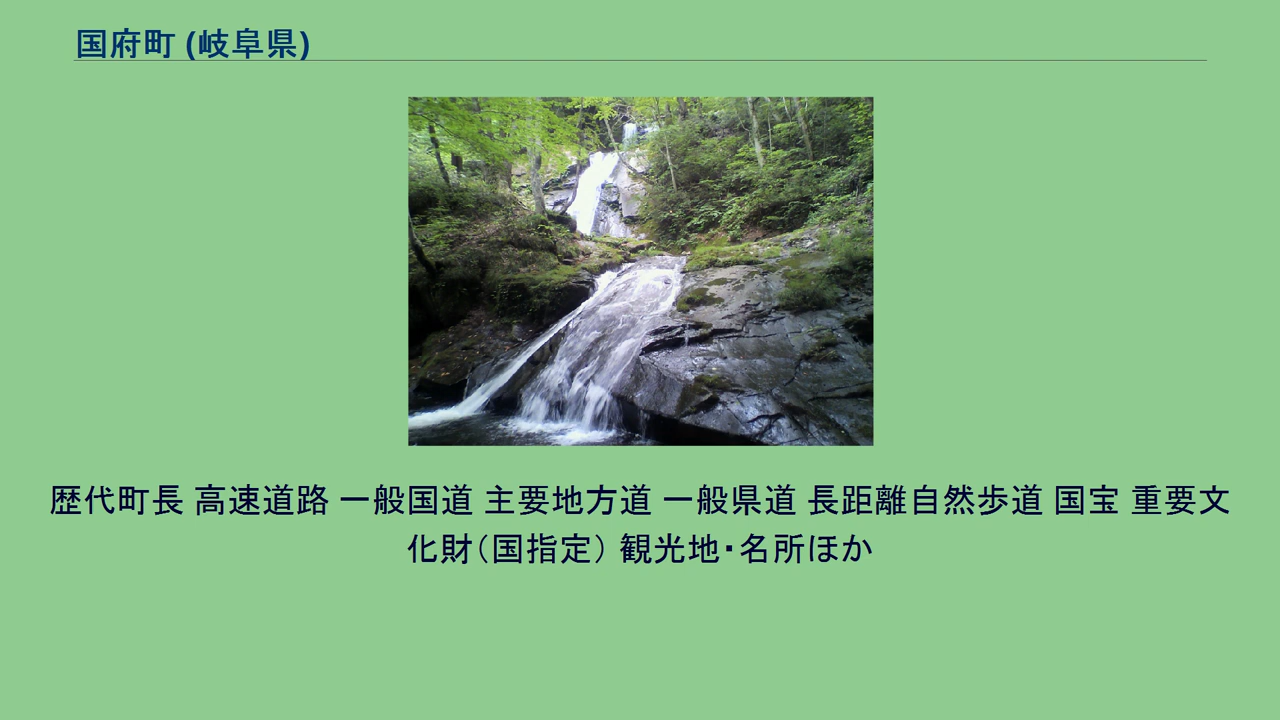 国府町 (岐阜県)
歴代町長 高速道路 一般国道 主要地方道 一般県道 長距離自然歩道 国宝 重要文
化財（国指定） 観光地・名所ほか